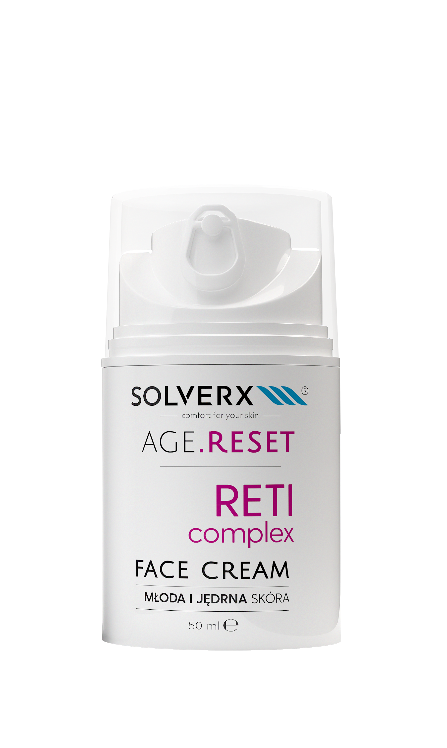 SOLVERX®
comfort for your skin
AGE.RESET
RETI
complex
FACE CREAM
MŁODA I JĘDRNA SKÓRA
50 ml ℮